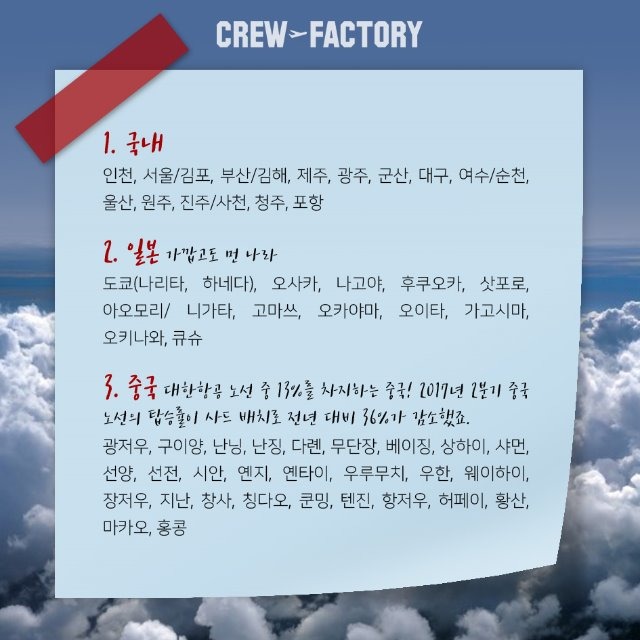 CREW FACTORY
1. 국내
인천, 서울/김포, 부산/김해, 제주, 광주, 군산, 대구, 여수/순천,
울산, 원주, 진주/사천, 청주, 포항
2. 일본 가깝고도 먼 나라
도쿄(나리타, 하네다), 오사카, 나고야, 후쿠오카, 삿포로,
아오모리/ 니가타, 고마쓰, 오카야마, 오이타, 가고시마,
오키나와, 큐슈
3. 중국 대한항공 노선 중 13%를 차지하는 중국! 2017년 2분기 중국
노선의 탑승률이 사드 배치로 전년 대비 36%가 감소했죠.
광저우, 구이양, 난닝, 난징, 다롄, 무단장, 베이징, 상하이, 샤먼,
선양, 선전, 시안, 옌지, 옌타이, 우루무치, 우한, 웨이하이,
장저우, 지난, 창사, 칭다오, 쿤밍, 텐진, 항저우, 허페이, 황산,
마카오, 홍콩